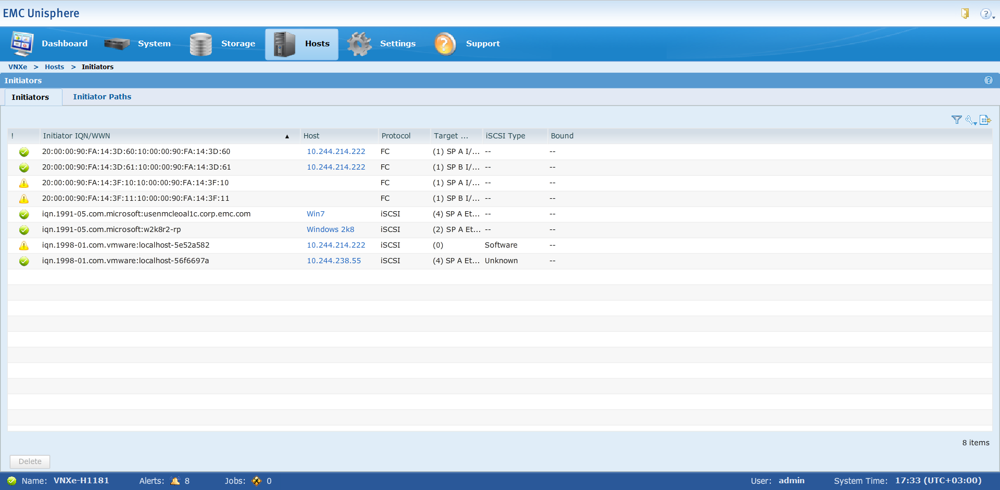 EMC Unisphere
Dashboard System Storage Hosts Settings Support
VNXe > Hosts > Initiators
Initiators
Initiators Initiator Paths
! Initiator IQN/WWN ▲ Host Protocol Target ... iSCSI Type Bound
20:00:00:90:FA:14:3D:60:10:00:00:90:FA:14:3D:60 10.244.214.222 FC (1) SP A I/... -- --
20:00:00:90:FA:14:3D:61:10:00:00:90:FA:14:3D:61 10.244.214.222 FC (1) SP B I/... -- --
20:00:00:90:FA:14:3F:10:10:00:00:90:FA:14:3F:10 FC (1) SP A I/... -- --
20:00:00:90:FA:14:3F:11:10:00:00:90:FA:14:3F:11 FC (1) SP B I/... -- --
iqn.1991-05.com.microsoft:usenmcleoal1c.corp.emc.com Win7 iSCSI (4) SP A Et... -- --
iqn.1991-05.com.microsoft:w2k8r2-rp Windows 2k8 iSCSI (2) SP A Et... -- --
iqn.1998-01.com.vmware:localhost-5e52a582 10.244.214.222 iSCSI (0) Software --
iqn.1998-01.com.vmware:localhost-56f6697a 10.244.238.55 iSCSI (4) SP A Et... Unknown --
8 items
Delete
Name: VNXe-H1181 Alerts: 8 Jobs: 0 User: admin System Time: 17:33 (UTC+03:00)